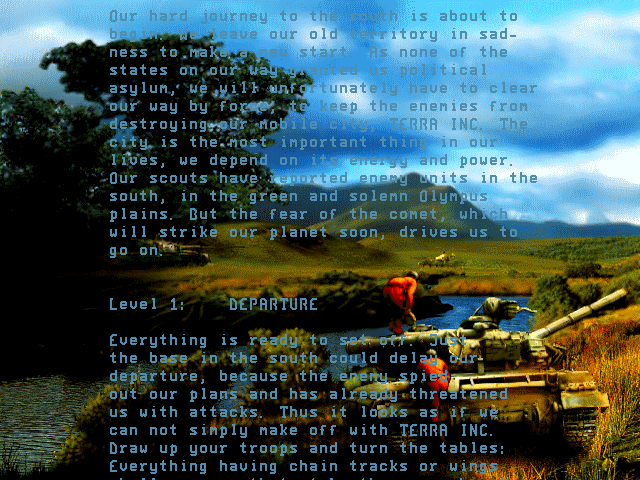 Our hard journey to the south is about to
begin. We leave our old territory in sad-
ness to make a new start. As none of the
states on our way granted us political
asylum, we will unfortunately have to clear
our way by force, to keep the enemies from
destroying our mobile city, TERRA INC. The
city is the most important thing in our
lives, we depend on its energy and power.
Our scouts have reported enemy units in the
south, in the green and solemn Olympus
plains. But the fear of the comet, which
will strike our planet soon, drives us to
go on.
Level 1: DEPARTURE
Everything is ready to set off. Just
the base in the south could delay our
departure, because the enemy spied
out our plans and has already threatened
us with attacks. Thus it looks as if we
can not simply make off with TERRA INC.
Draw up your troops and turn the tables:
Everything having chain tracks or wings